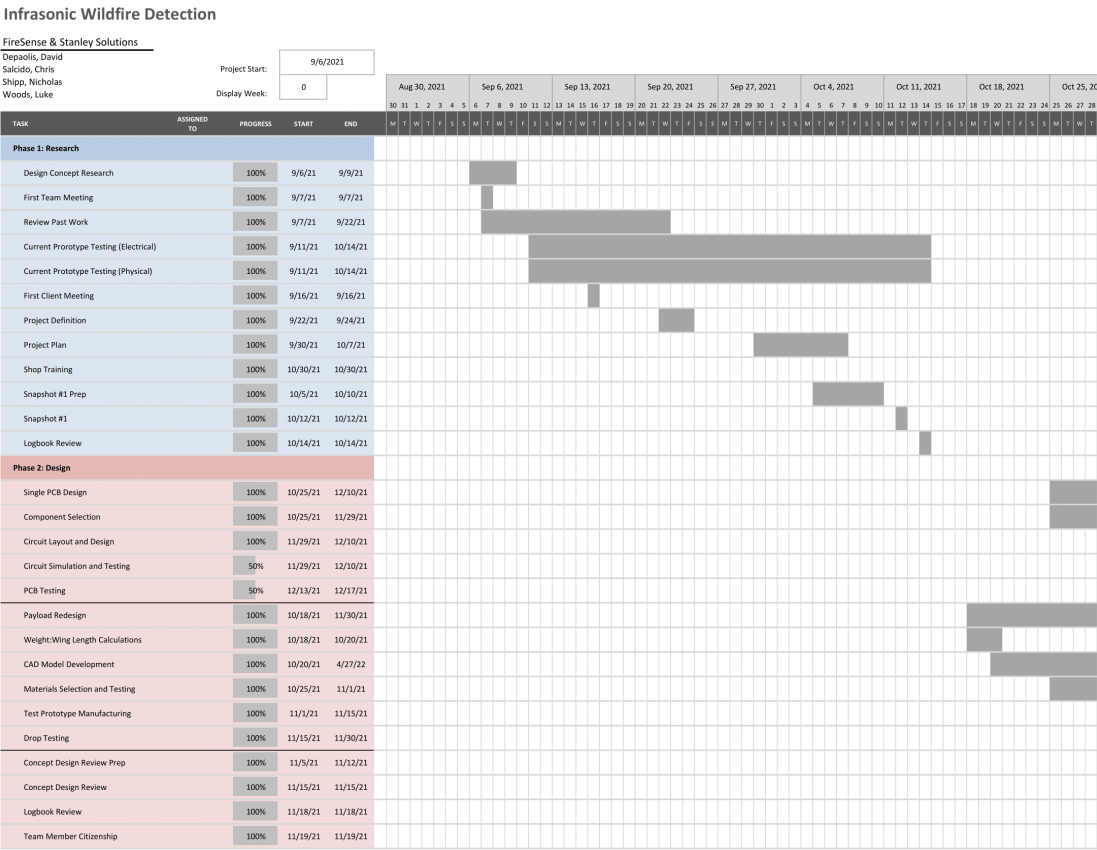 Infrasonic Wildfire Detection
FireSense & Stanley Solutions
Depaolis, David
Salcido, Chris
Shipp, Nicholas
Woods, Luke
Project Start: 9/6/2021
Display Week: 0
Aug 30, 2021 Sep 6, 2021 Sep 13, 2021 Sep 20, 2021 Sep 27, 2021 Oct 4, 2021 Oct 11, 2021 Oct 18, 2021 Oct 25, 20
30 31 1 2 3 4 5 6 7 8 9 10 11 12 13 14 15 16 17 18 19 20 21 22 23 24 25 26 27 28 29 30 1 2 3 4 5 6 7 8 9 10 11 12 13 14 15 16 17 18 19 20 21 22 23 24 25 26 27 28
TASK ASSIGNED TO PROGRESS START END M T W T F S S M T W T F S S M T W T F S S M T W T F S S M T W T F S S M T W T F S S M T W T F S S M T W T F S S M T W T
Phase 1: Research
Design Concept Research 100% 9/6/21 9/9/21
First Team Meeting 100% 9/7/21 9/7/21
Review Past Work 100% 9/7/21 9/22/21
Current Prorotype Testing (Electrical) 100% 9/11/21 10/14/21
Current Prototype Testing (Physical) 100% 9/11/21 10/14/21
First Client Meeting 100% 9/16/21 9/16/21
Project Definition 100% 9/22/21 9/24/21
Project Plan 100% 9/30/21 10/7/21
Shop Training 100% 10/30/21 10/30/21
Snapshot #1 Prep 100% 10/5/21 10/10/21
Snapshot #1 100% 10/12/21 10/12/21
Logbook Review 100% 10/14/21 10/14/21
Phase 2: Design
Single PCB Design 100% 10/25/21 12/10/21
Component Selection 100% 10/25/21 11/29/21
Circuit Layout and Design 100% 11/29/21 12/10/21
Circuit Simulation and Testing 50% 11/29/21 12/10/21
PCB Testing 50% 12/13/21 12/17/21
Payload Redesign 100% 10/18/21 11/30/21
Weight:Wing Length Calculations 100% 10/18/21 10/20/21
CAD Model Development 100% 10/20/21 4/27/22
Materials Selection and Testing 100% 10/25/21 11/1/21
Test Prototype Manufacturing 100% 11/1/21 11/15/21
Drop Testing 100% 11/15/21 11/30/21
Concept Design Review Prep 100% 11/5/21 11/12/21
Concept Design Review 100% 11/15/21 11/15/21
Logbook Review 100% 11/18/21 11/18/21
Team Member Citizenship 100% 11/19/21 11/19/21